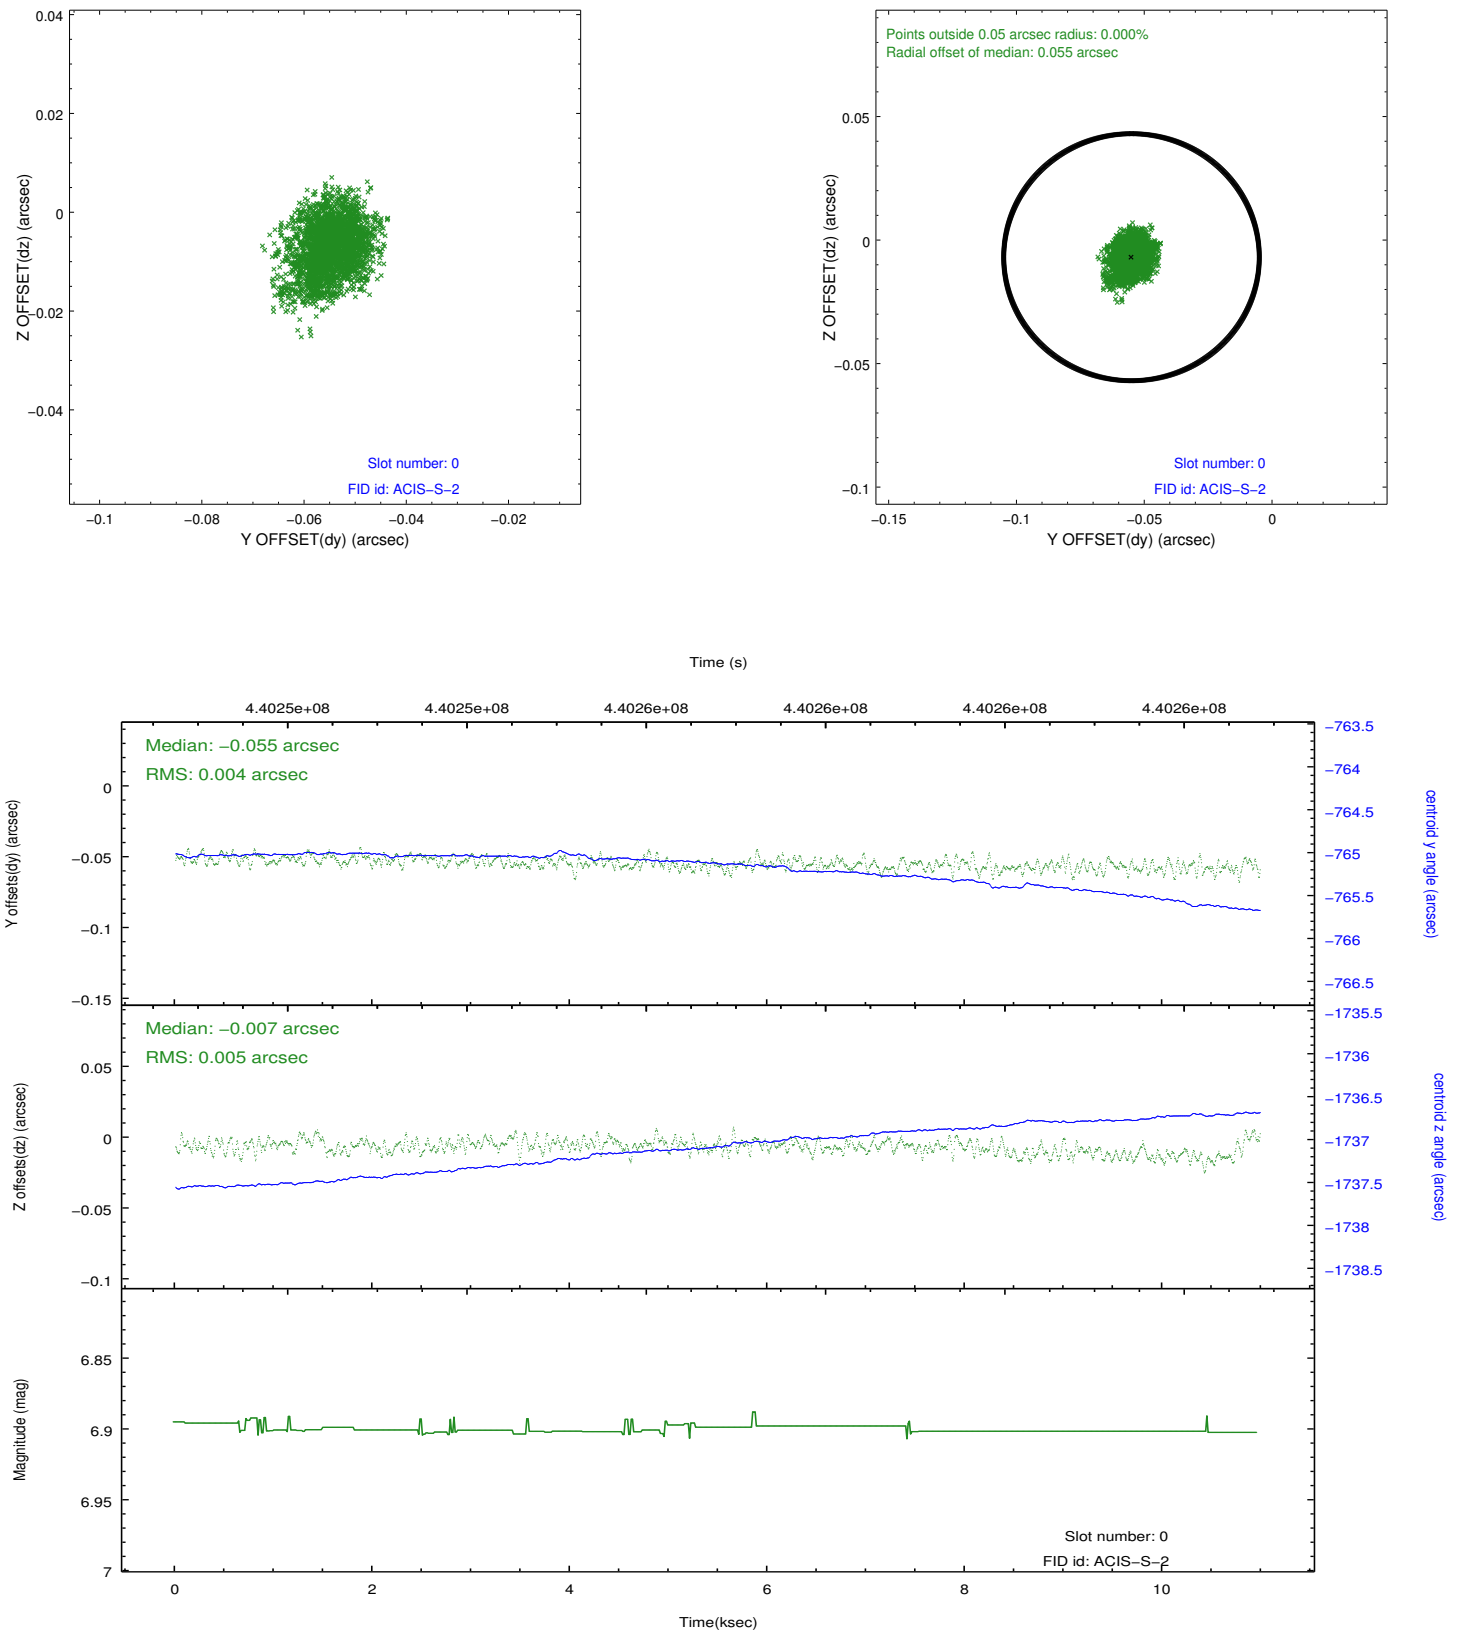 0.04
0.02
0
−0.02
−0.04
Z OFFSET(dz) (arcsec)
Slot number: 0
FID id: ACIS−S−2
−0.1
−0.08
−0.06
−0.04
−0.02
Y OFFSET(dy) (arcsec)
Points outside 0.05 arcsec radius: 0.000%
Radial offset of median: 0.055 arcsec
0.05
0
−0.05
−0.1
Z OFFSET(dz) (arcsec)
Slot number: 0
FID id: ACIS−S−2
−0.15
−0.1
−0.05
0
Y OFFSET(dy) (arcsec)
Time (s)
4.4025e+08
4.4025e+08
4.4026e+08
4.4026e+08
4.4026e+08
4.4026e+08
Median: −0.055 arcsec
RMS: 0.004 arcsec
0
−0.05
−0.1
−0.15
Y offsets(dy) (arcsec)
−763.5
−764
−764.5
−765
−765.5
−766
−766.5
centroid y angle (arcsec)
Median: −0.007 arcsec
RMS: 0.005 arcsec
0.05
0
−0.05
−0.1
Z offsets(dz) (arcsec)
−1735.5
−1736
−1736.5
−1737
−1737.5
−1738
−1738.5
centroid z angle (arcsec)
6.85
6.9
6.95
7
Magnitude (mag)
Slot number: 0
FID id: ACIS−S−2
0
2
4
6
8
10
Time(ksec)